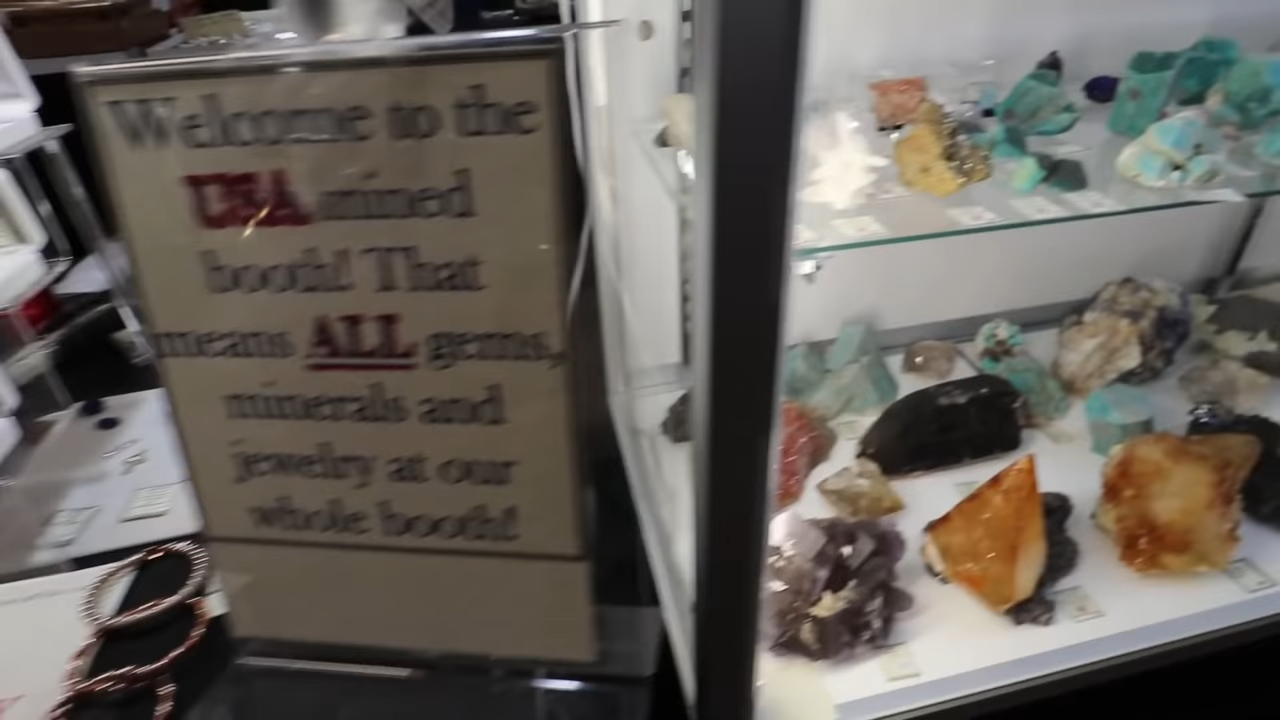 Welcome to the
USA mined
booth! That
means ALL gems,
minerals and
jewelry at our
whole booth!